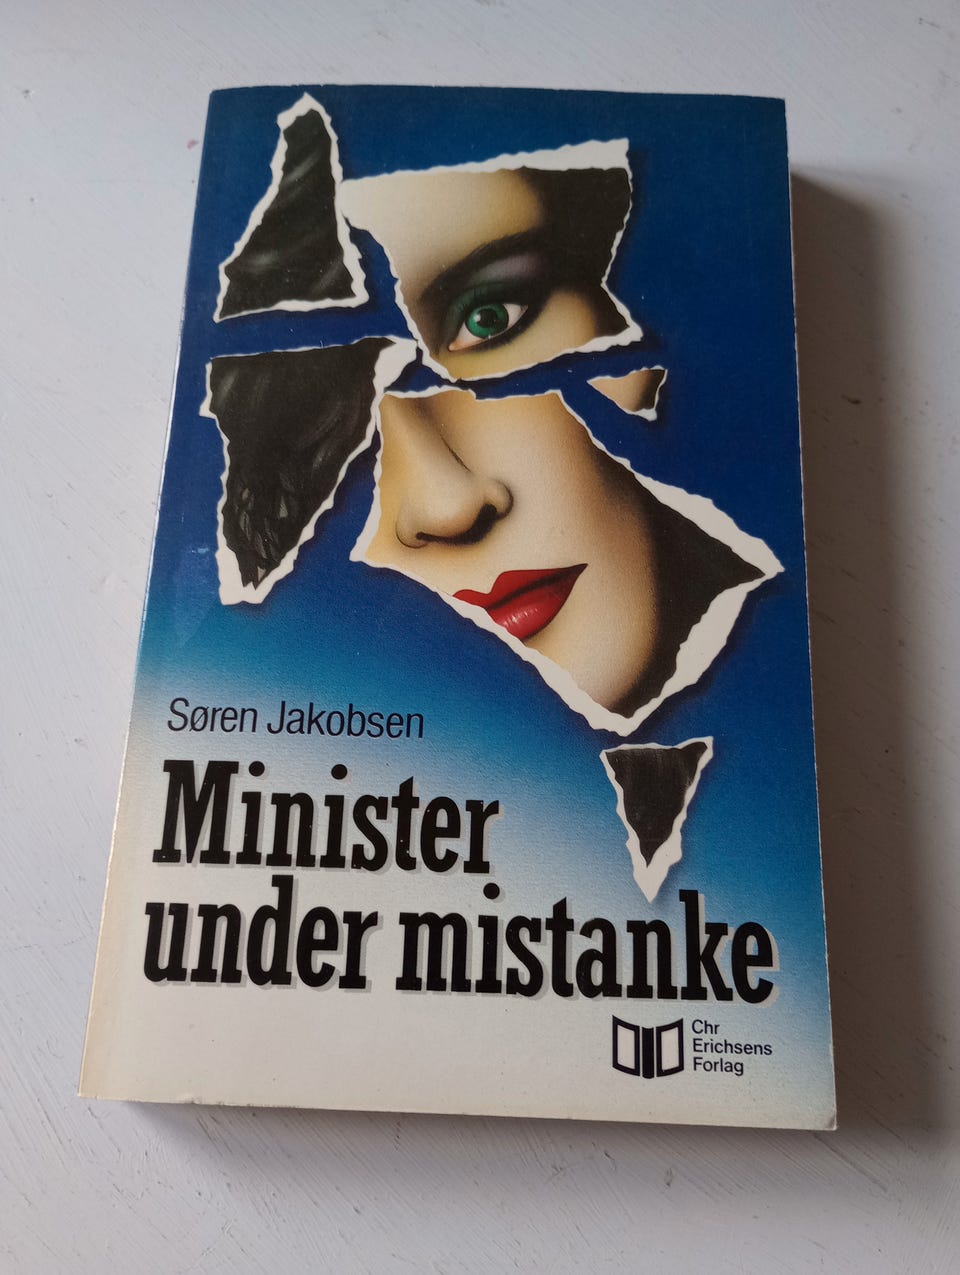 Søren Jakobsen
Minister
under mistanke
Chr
Erichsens
Forlag